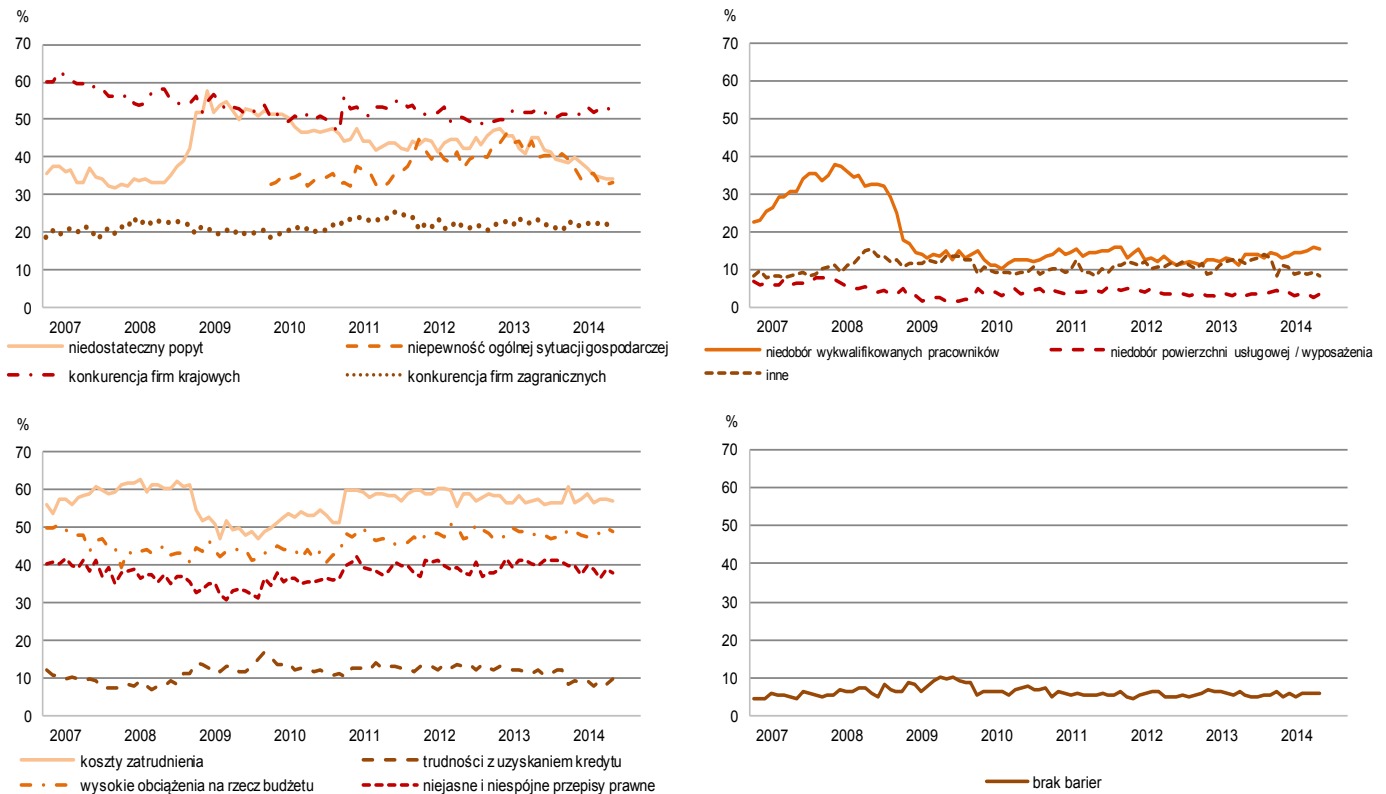 %
70
60
50
40
30
20
10
0
2007 2008 2009 2010 2011 2012 2013 2014
niedostateczny popyt
niepewność ogólnej sytuacji gospodarczej
konkurencja firm krajowych
konkurencja firm zagranicznych
%
70
60
50
40
30
20
10
0
2007 2008 2009 2010 2011 2012 2013 2014
niedobór wykwalifikowanych pracowników
niedobór powierzchni usługowej / wyposażenia
inne
%
70
60
50
40
30
20
10
0
2007 2008 2009 2010 2011 2012 2013 2014
koszty zatrudnienia
trudności z uzyskaniem kredytu
wysokie obciążenia na rzecz budżetu
niejasne i niespójne przepisy prawne
%
70
60
50
40
30
20
10
0
2007 2008 2009 2010 2011 2012 2013 2014
brak barier